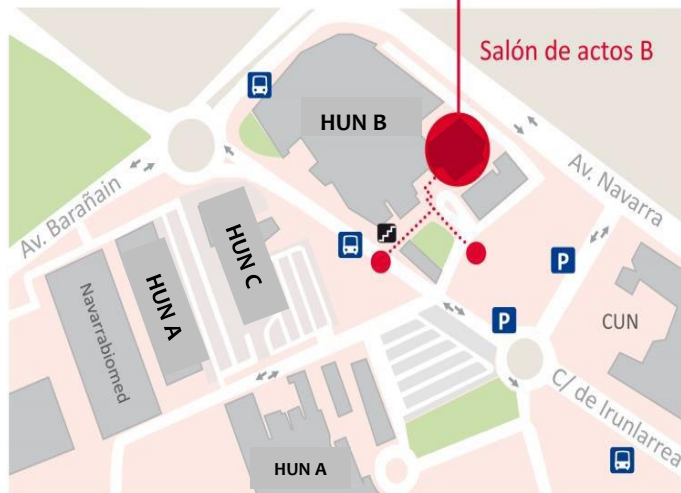 Salón de actos B
HUN B
Av. Navarra
Av. Barañain
HUN C
HUN A
Navarrabiomed
P
P
CUN
C/ de Irunlarrea
HUN A